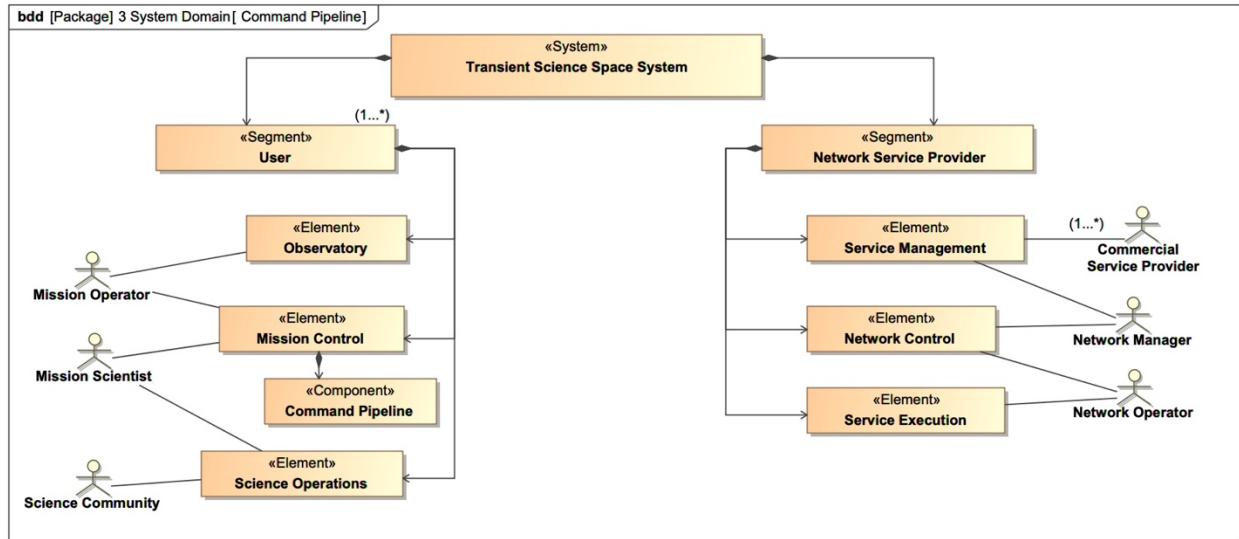 bdd [Package] 3 System Domain[ Command Pipeline]
«System»
Transient Science Space System
(1...*)
«Segment»
User
«Segment»
Network Service Provider
«Element»
Observatory
Mission Operator
«Element»
Mission Control
Mission Scientist
«Component»
Command Pipeline
«Element»
Science Operations
Science Community
«Element»
Service Management
(1...*)
Commercial
Service Provider
«Element»
Network Control
Network Manager
«Element»
Service Execution
Network Operator